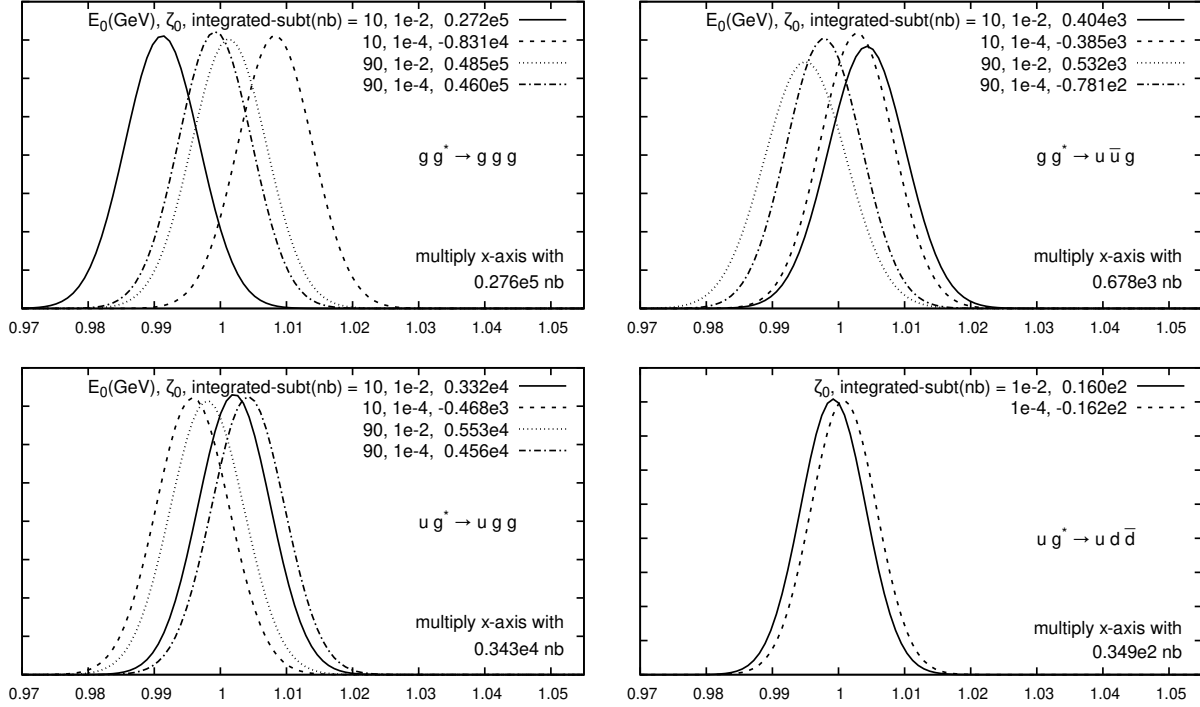 E₀(GeV), ζ₀, integrated-subt(nb) = 10, 1e-2, 0.272e5
10, 1e-4, -0.831e4
90, 1e-2, 0.485e5
90, 1e-4, 0.460e5
g g* → g g g
multiply x-axis with
0.276e5 nb
0.97 0.98 0.99 1 1.01 1.02 1.03 1.04 1.05
E₀(GeV), ζ₀, integrated-subt(nb) = 10, 1e-2, 0.404e3
10, 1e-4, -0.385e3
90, 1e-2, 0.532e3
90, 1e-4, -0.781e2
g g* → u u̅ g
multiply x-axis with
0.678e3 nb
0.97 0.98 0.99 1 1.01 1.02 1.03 1.04 1.05
E₀(GeV), ζ₀, integrated-subt(nb) = 10, 1e-2, 0.332e4
10, 1e-4, -0.468e3
90, 1e-2, 0.553e4
90, 1e-4, 0.456e4
u g* → u g g
multiply x-axis with
0.343e4 nb
0.97 0.98 0.99 1 1.01 1.02 1.03 1.04 1.05
ζ₀, integrated-subt(nb) = 1e-2, 0.160e2
1e-4, -0.162e2
u g* → u d d̅
multiply x-axis with
0.349e2 nb
0.97 0.98 0.99 1 1.01 1.02 1.03 1.04 1.05